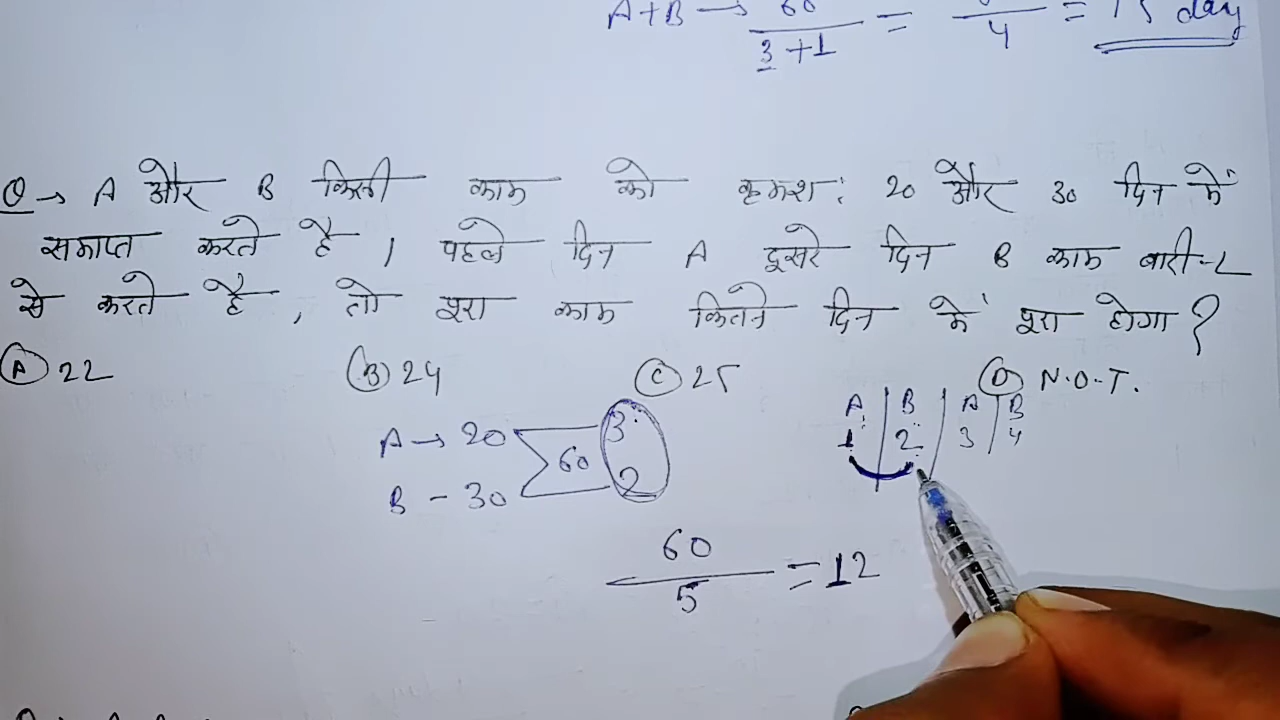 A+B → 60 / 3+1 = / 4 = 15 day
Q → A और B किसी काम को क्रमश: 20 और 30 दिन में
समाप्त करते है, पहले दिन A दूसरे दिन B काम बारी-2
से करते है, तो पूरा काम कितने दिन में पूरा होगा ?
(A) 22 (B) 24 (C) 25 (D) N.O.T.
A B A B
1 2 3 4
A → 20 3
60
B - 30 2
60 / 5 = 12